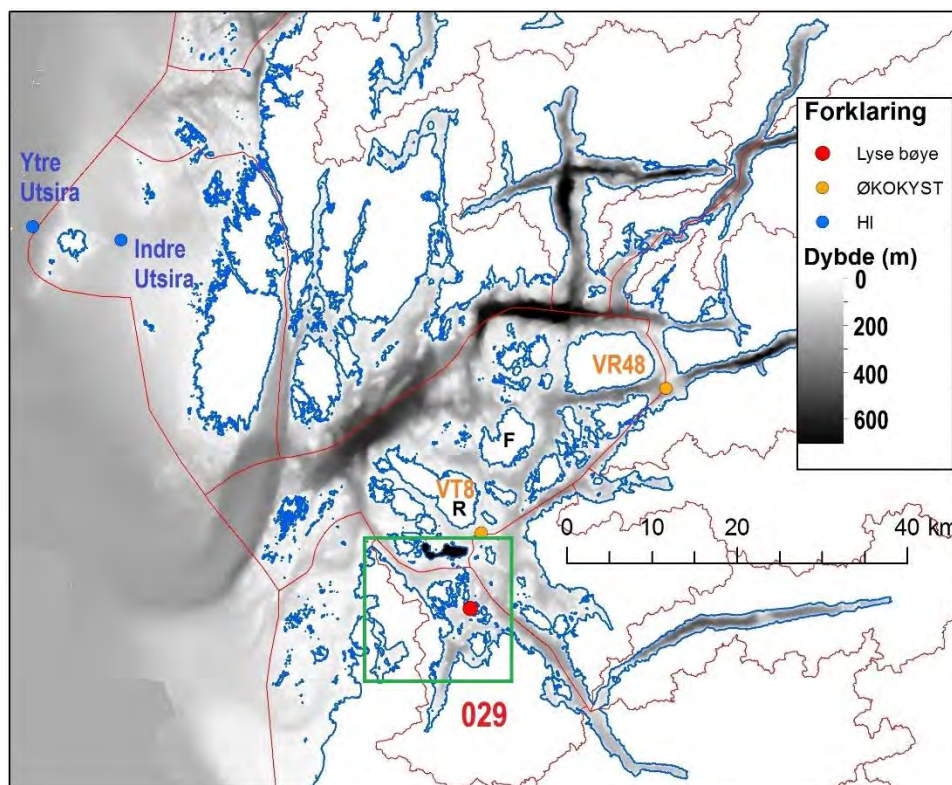 Forklaring
Lyse bøye
ØKOKYST
HI
Dybde (m)
0
200
400
600
Ytre
Utsira
Indre
Utsira
VR48
F
VT8
R
0 10 20 40 km
029